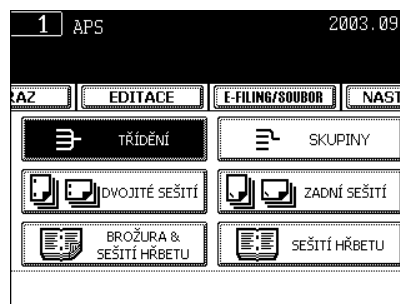 1 APS 2003.09
RAZ EDITACE E-FILING/SOUBOR NAST
TŘÍDĚNÍ SKUPINY
DVOJITÉ SEŠITÍ ZADNÍ SEŠITÍ
BROŽURA &
SEŠITÍ HŘBETU SEŠITÍ HŘBETU